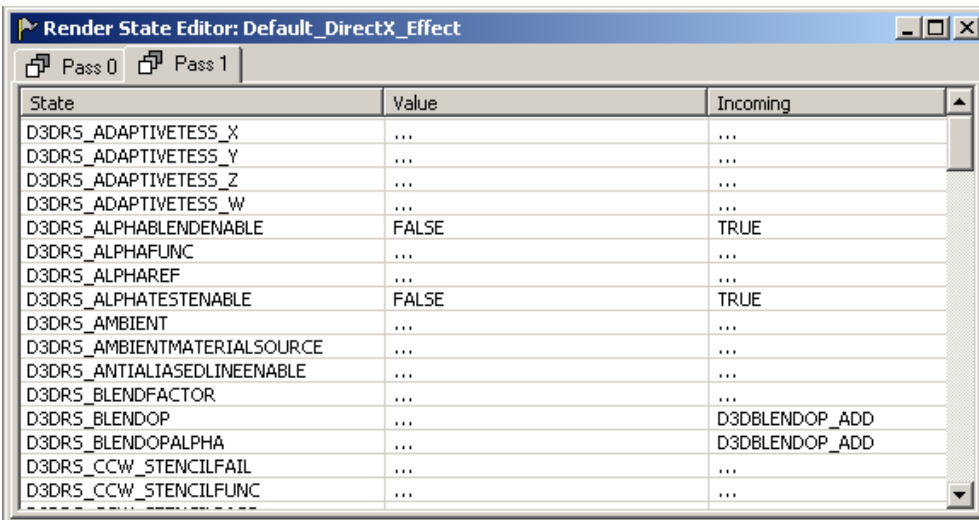 Render State Editor: Default_DirectX_Effect
Pass 0 Pass 1
State Value Incoming
D3DRS_ADAPTIVETESS_X ... ...
D3DRS_ADAPTIVETESS_Y ... ...
D3DRS_ADAPTIVETESS_Z ... ...
D3DRS_ADAPTIVETESS_W ... ...
D3DRS_ALPHABLENDENABLE FALSE TRUE
D3DRS_ALPHAFUNC ... ...
D3DRS_ALPHAREF ... ...
D3DRS_ALPHATESTENABLE FALSE TRUE
D3DRS_AMBIENT ... ...
D3DRS_AMBIENTMATERIALSOURCE ... ...
D3DRS_ANTIALIASEDLINEENABLE ... ...
D3DRS_BLENDFACTOR ... ...
D3DRS_BLENDOP ... D3DBLENDOP_ADD
D3DRS_BLENDOPALPHA ... D3DBLENDOP_ADD
D3DRS_CCW_STENCILFAIL ... ...
D3DRS_CCW_STENCILFUNC ... ...